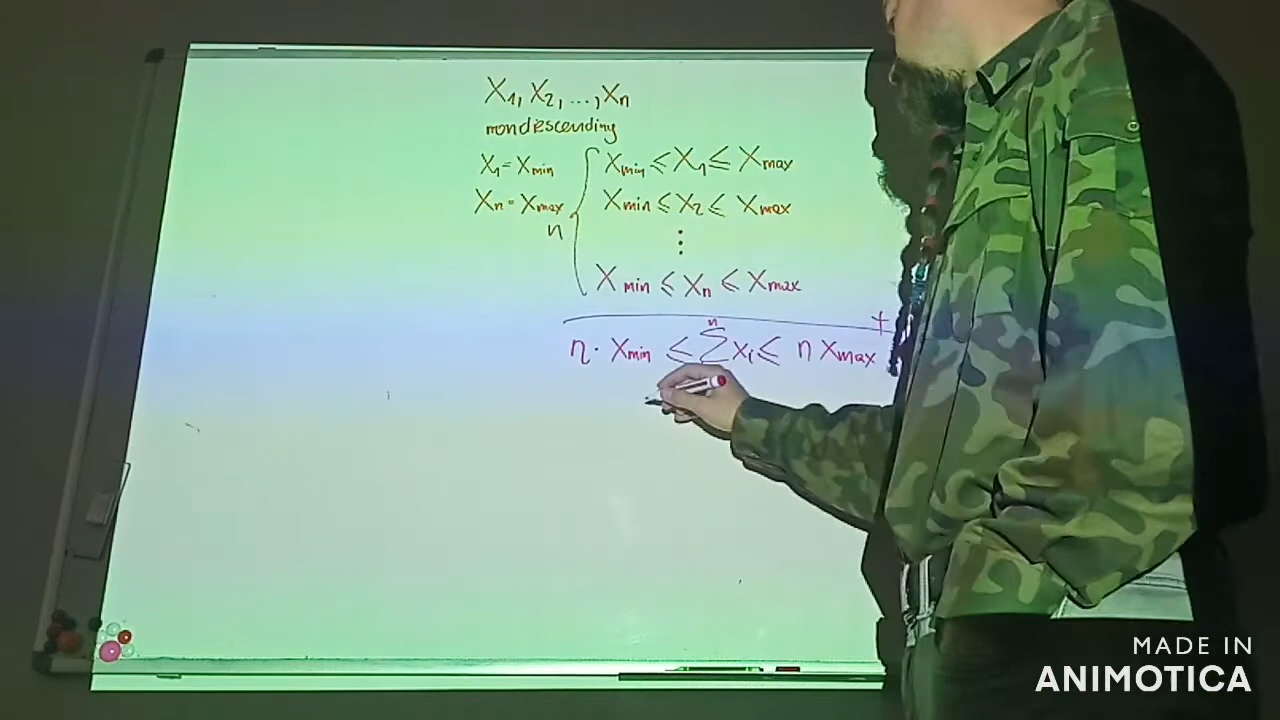 X₁, X₂, ..., Xₙ
nondescending
X₁ = Xmin
Xₙ = Xmax
n
Xmin ≤ X₁ ≤ Xmax
Xmin ≤ X₂ ≤ Xmax
⋮
Xmin ≤ Xₙ ≤ Xmax
+
n · Xmin ≤ ∑ⁿ xᵢ ≤ n Xmax
MADE IN
ANIMOTICA